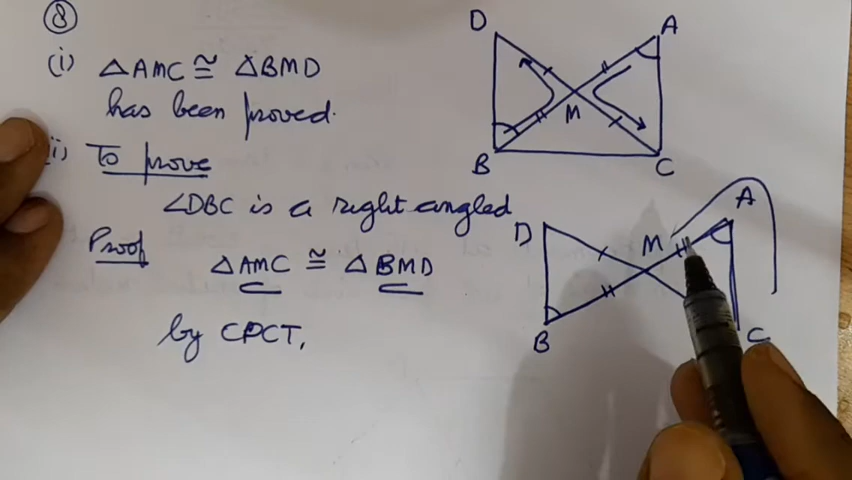 8
(i) △AMC ≅ △BMD
has been proved.
ii) To prove
∠DBC is a right angled
Proof
△AMC ≅ △BMD
by CPCT,
D
A
M
B
C
D
M
A
B
C